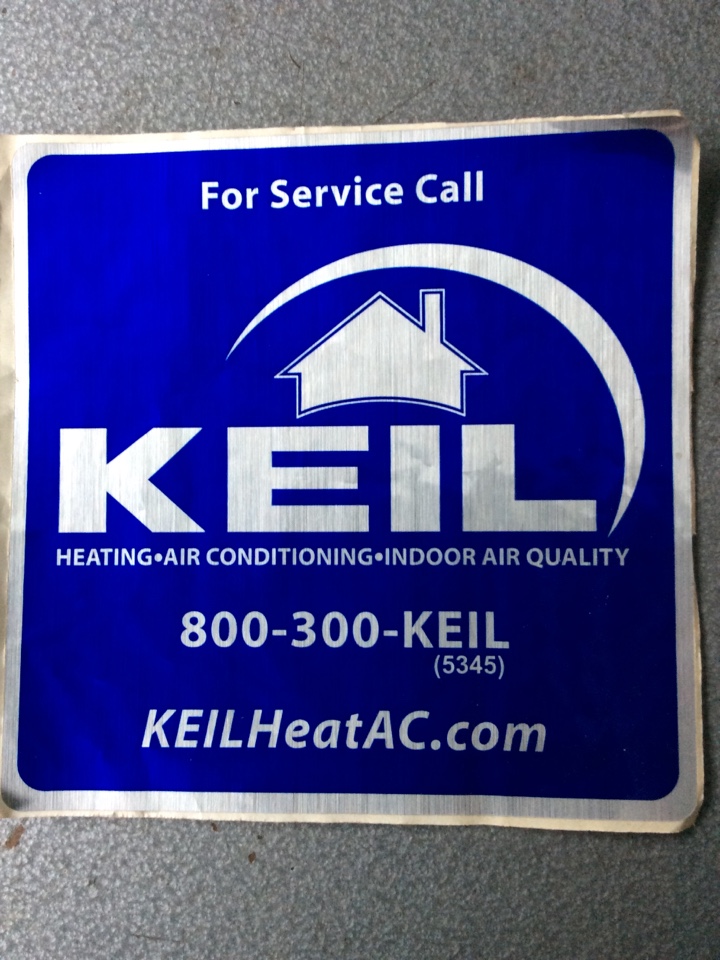 For Service Call
KEIL
HEATING•AIR CONDITIONING•INDOOR AIR QUALITY
800-300-KEIL
(5345)
KEILHeatAC.com